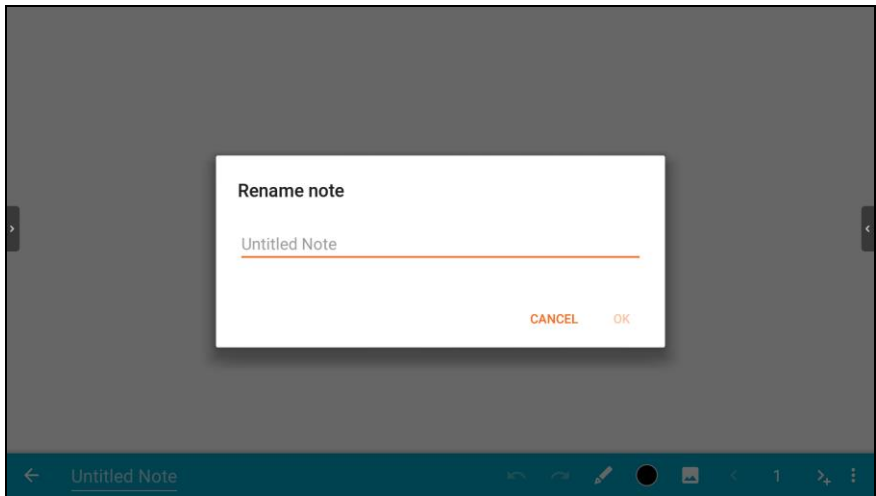 Rename note
Untitled Note
CANCEL OK
Untitled Note 1